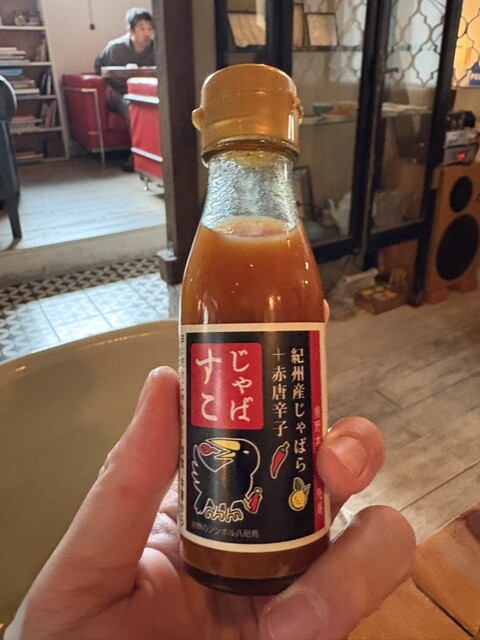 じゃば
すこ
紀州産じゃばら
＋赤唐辛子
熊野本
のシンボル八咫烏